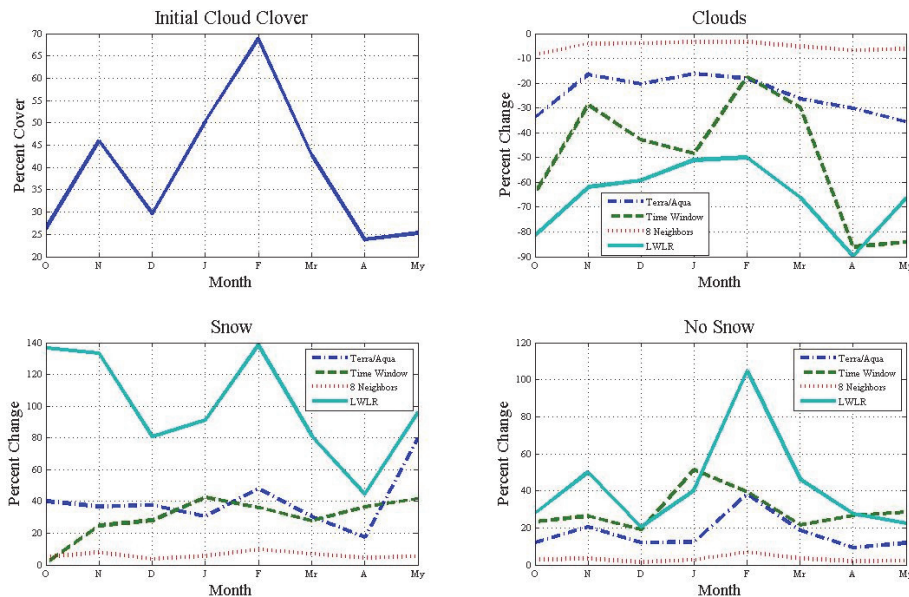 Initial Cloud Clover
70
65
60
55
50
45
40
35
30
25
20
Percent Cover
O N D J F Mr A My
Month
Clouds
0
-10
-20
-30
-40
-50
-60
-70
-80
-90
Percent Change
Terra/Aqua
Time Window
8 Neighbors
LWLR
O N D J F Mr A My
Month
Snow
140
120
100
80
60
40
20
0
Percent Change
Terra/Aqua
Time Window
8 Neighbors
LWLR
O N D J F Mr A My
Month
No Snow
120
100
80
60
40
20
0
Percent Change
Terra/Aqua
Time Window
8 Neighbors
LWLR
O N D J F Mr A My
Month